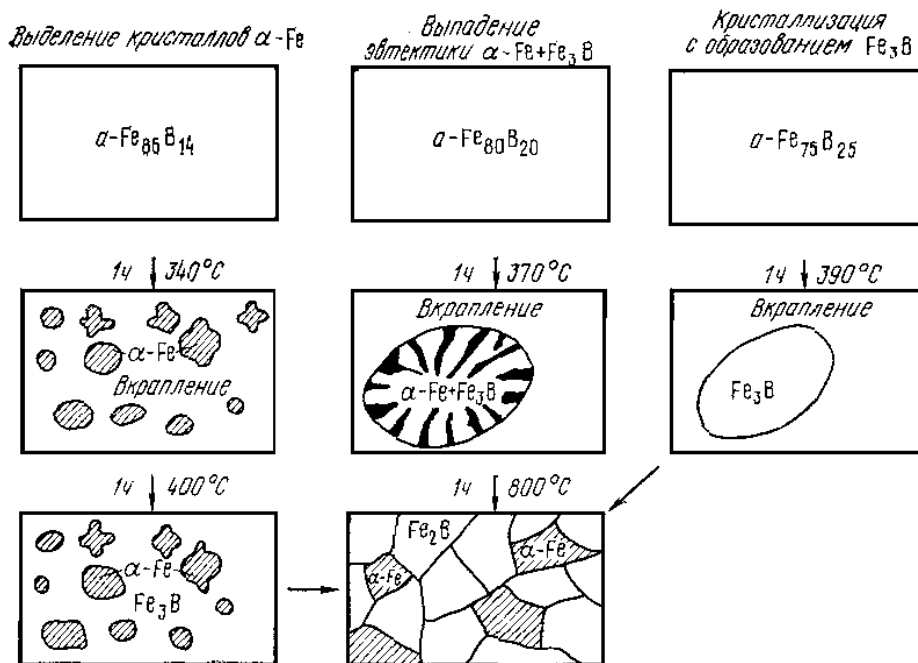 Выделение кристаллов α-Fe
Выпадение
эвтектики α-Fe+Fe₃B
Кристаллизация
с образованием Fe₃B
a-Fe₈₆B₁₄
a-Fe₈₀B₂₀
a-Fe₇₅B₂₅
1ч 340°C
1ч 370°C
1ч 390°C
α-Fe
Вкрапление
Вкрапление
α-Fe+Fe₃B
Вкрапление
Fe₃B
1ч 400°C
1ч 800°C
α-Fe
Fe₃B
Fe₂B
α-Fe
α-Fe